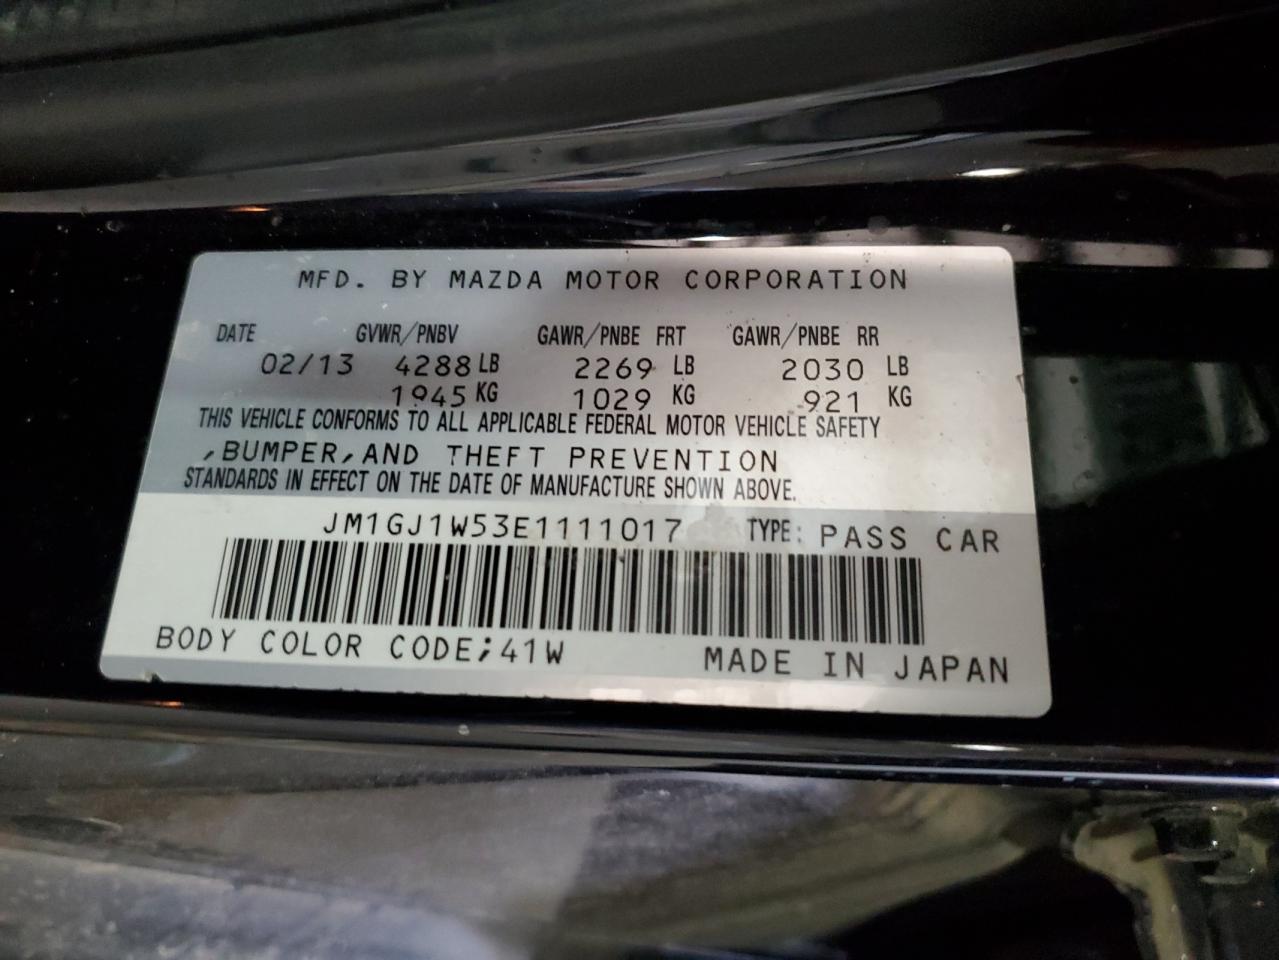 MFD. BY MAZDA MOTOR CORPORATION
DATE GVWR/PNBV GAWR/PNBE FRT GAWR/PNBE RR
02/13 4288 LB 2269 LB 2030 LB
1945 KG 1029 KG 921 KG
THIS VEHICLE CONFORMS TO ALL APPLICABLE FEDERAL MOTOR VEHICLE SAFETY
,BUMPER,AND THEFT PREVENTION
STANDARDS IN EFFECT ON THE DATE OF MANUFACTURE SHOWN ABOVE.
JM1GJ1W53E1111017 TYPE: PASS CAR
BODY COLOR CODE;41W MADE IN JAPAN